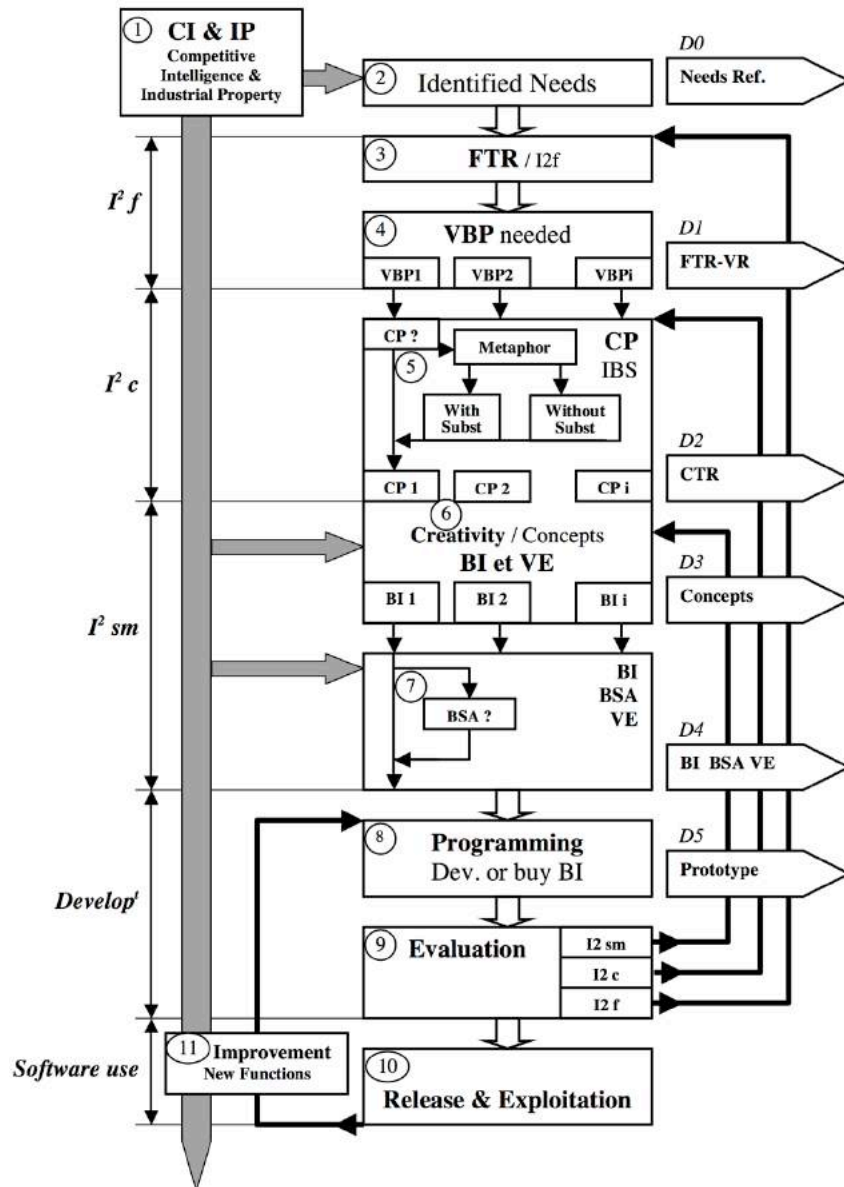 1
CI & IP
Competitive
Intelligence &
Industrial Property
2
Identified Needs
D0
Needs Ref.
I² f
3
FTR / I2f
4
VBP needed
VBP1
VBP2
VBPi
D1
FTR-VR
I² c
CP ?
5
Metaphor
CP
IBS
With
Subst
Without
Subst
CP 1
CP 2
CP i
D2
CTR
I² sm
6
Creativity / Concepts
BI et VE
BI 1
BI 2
BI i
D3
Concepts
7
BSA ?
BI
BSA
VE
D4
BI BSA VE
Developᵗ
8
Programming
Dev. or buy BI
D5
Prototype
9
Evaluation
I2 sm
I2 c
I2 f
Software use
11
Improvement
New Functions
10
Release & Exploitation